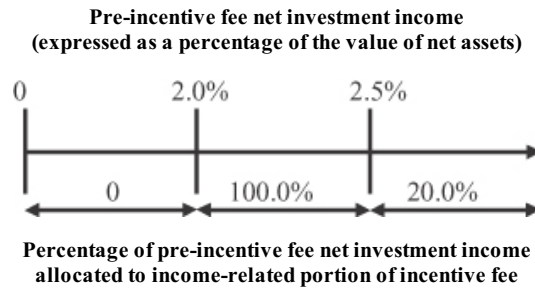 Pre-incentive fee net investment income
(expressed as a percentage of the value of net assets)
0 2.0% 2.5%
0 100.0% 20.0%
Percentage of pre-incentive fee net investment income
allocated to income-related portion of incentive fee